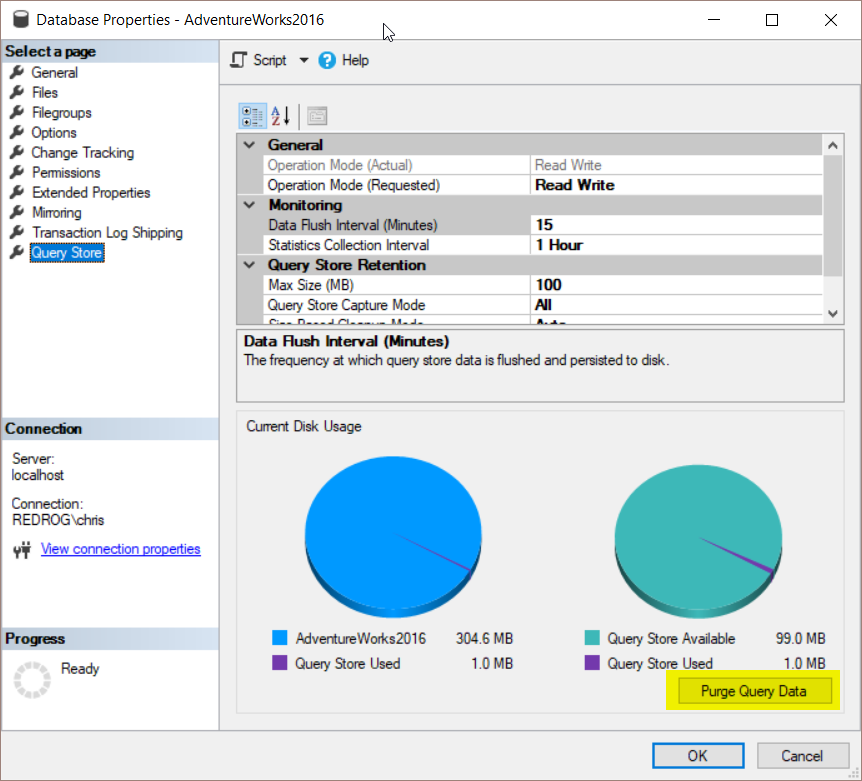 Database Properties - AdventureWorks2016
Select a page
General
Files
Filegroups
Options
Change Tracking
Permissions
Extended Properties
Mirroring
Transaction Log Shipping
Query Store
Connection
Server:
localhost
Connection:
REDROG\chris
View connection properties
Progress
Ready
Script
Help
General
Operation Mode (Actual) Read Write
Operation Mode (Requested) Read Write
Monitoring
Data Flush Interval (Minutes) 15
Statistics Collection Interval 1 Hour
Query Store Retention
Max Size (MB) 100
Query Store Capture Mode All
Size Based Cleanup Mode Auto
Data Flush Interval (Minutes)
The frequency at which query store data is flushed and persisted to disk.
Current Disk Usage
AdventureWorks2016 304.6 MB
Query Store Used 1.0 MB
Query Store Available 99.0 MB
Query Store Used 1.0 MB
Purge Query Data
OK Cancel